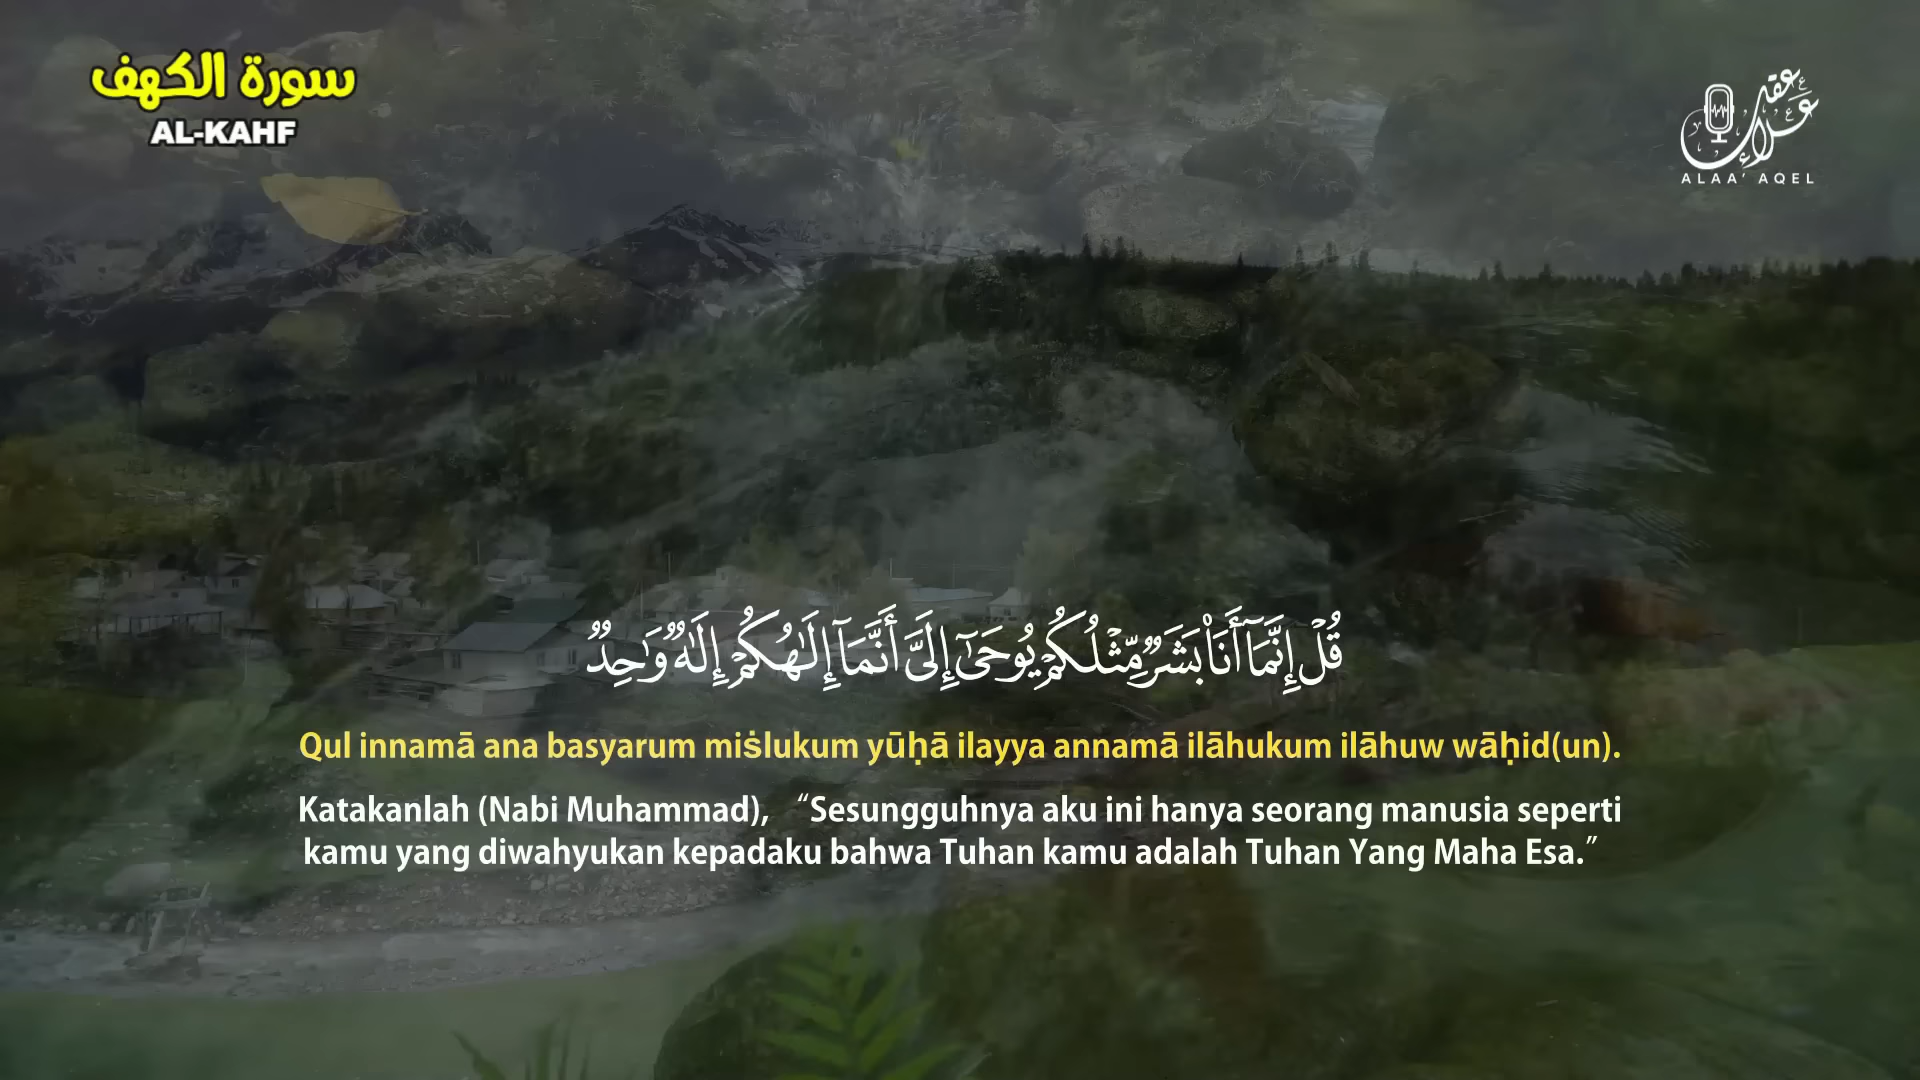 سورة الكهف
AL-KAHF
علاء عقل
ALAA' AQEL
قُلْ إِنَّمَآ أَنَا۠ بَشَرٌ مِّثْلُكُمْ يُوحَىٰٓ إِلَىَّ أَنَّمَآ إِلَٰهُكُمْ إِلَٰهٌ وَٰحِدٌ
Qul innamā ana basyarum miṡlukum yūḥā ilayya annamā ilāhukum ilāhuw wāḥid(un).
Katakanlah (Nabi Muhammad), “Sesungguhnya aku ini hanya seorang manusia seperti
kamu yang diwahyukan kepadaku bahwa Tuhan kamu adalah Tuhan Yang Maha Esa.”